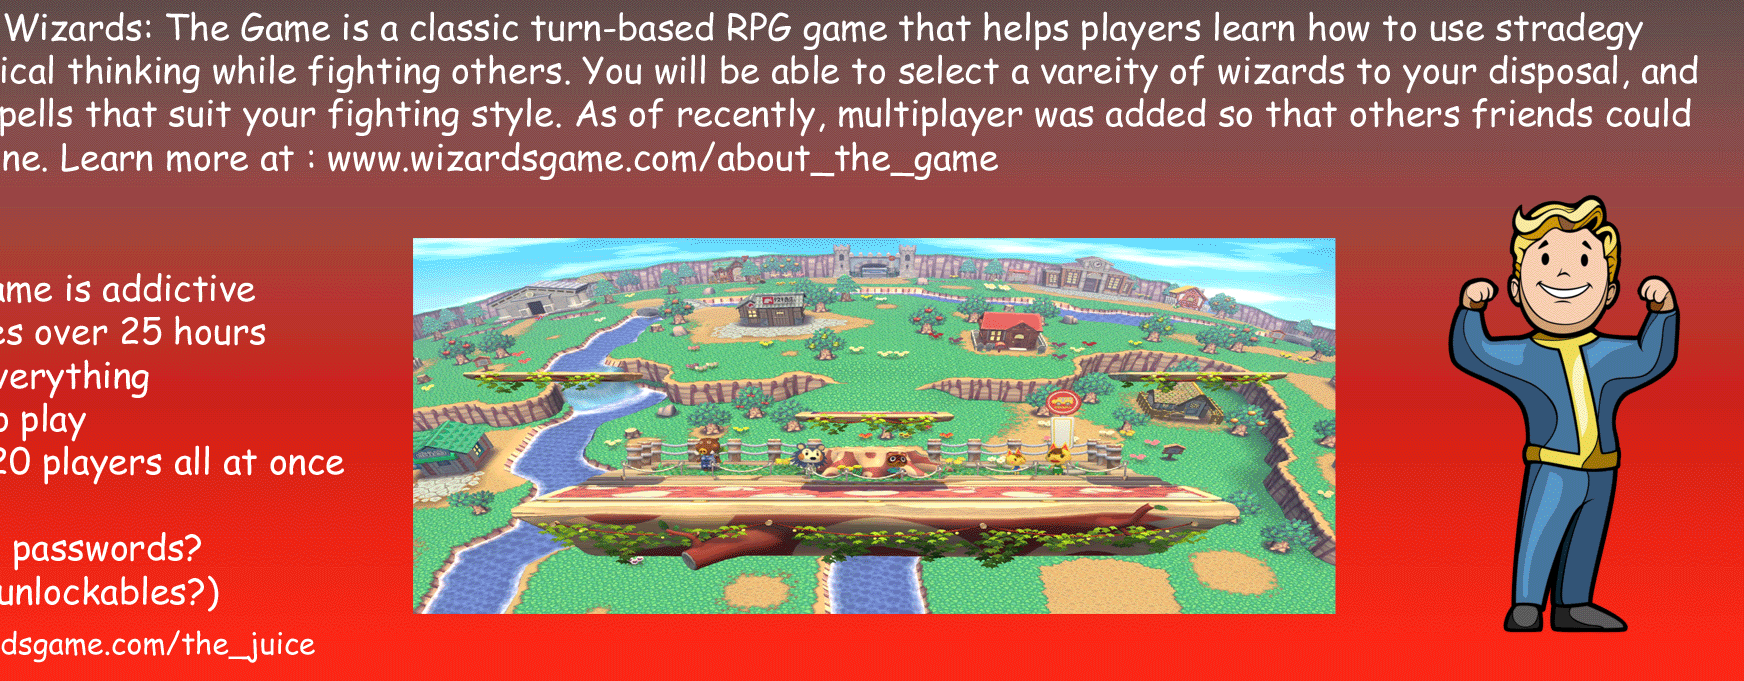 Wizards: The Game is a classic turn-based RPG game that helps players learn how to use stradegy
ical thinking while fighting others. You will be able to select a vareity of wizards to your disposal, and
pells that suit your fighting style. As of recently, multiplayer was added so that others friends could
ne. Learn more at : www.wizardsgame.com/about_the_game
ame is addictive
es over 25 hours
verything
o play
20 players all at once
passwords?
unlockables?)
dsgame.com/the_juice